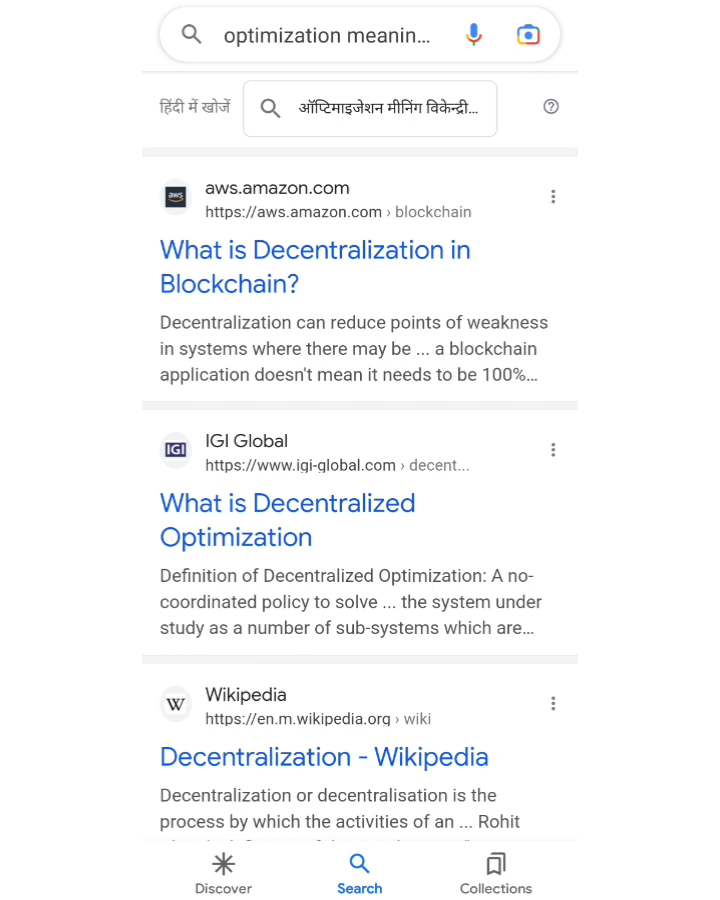 optimization meanin...
हिंदी में खोजें
ऑप्टिमाइजेशन मीनिंग विकेन्द्री...
aws
aws.amazon.com
https://aws.amazon.com › blockchain
What is Decentralization in
Blockchain?
Decentralization can reduce points of weakness
in systems where there may be ... a blockchain
application doesn't mean it needs to be 100%...
IGI
IGI Global
https://www.igi-global.com › decent...
What is Decentralized
Optimization
Definition of Decentralized Optimization: A no-
coordinated policy to solve ... the system under
study as a number of sub-systems which are...
W
Wikipedia
https://en.m.wikipedia.org › wiki
Decentralization - Wikipedia
Decentralization or decentralisation is the
process by which the activities of an ... Rohit
Discover
Search
Collections